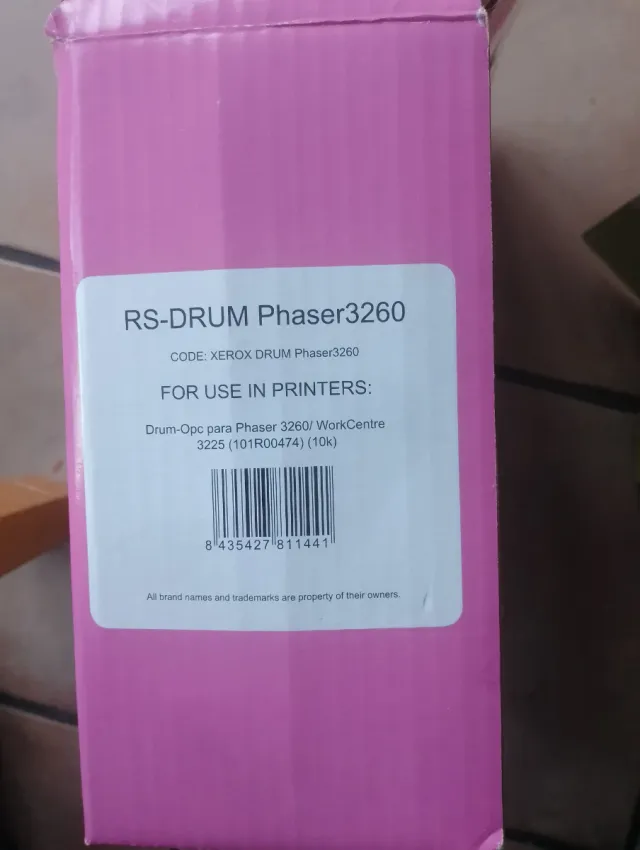 RS-DRUM Phaser3260
CODE: XEROX DRUM Phaser3260
FOR USE IN PRINTERS:
Drum-Opc para Phaser 3260/ WorkCentre
3225 (101R00474) (10k)
8 435427 811441
All brand names and trademarks are property of their owners.